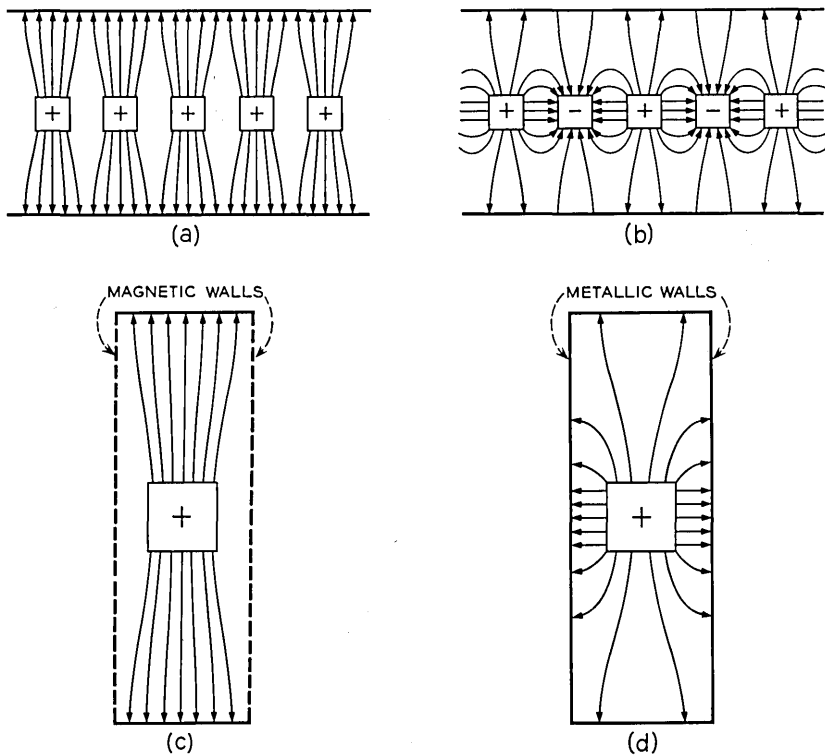 + + + + +
+ - + - +
(a)
(b)
MAGNETIC WALLS
METALLIC WALLS
+
+
(c)
(d)